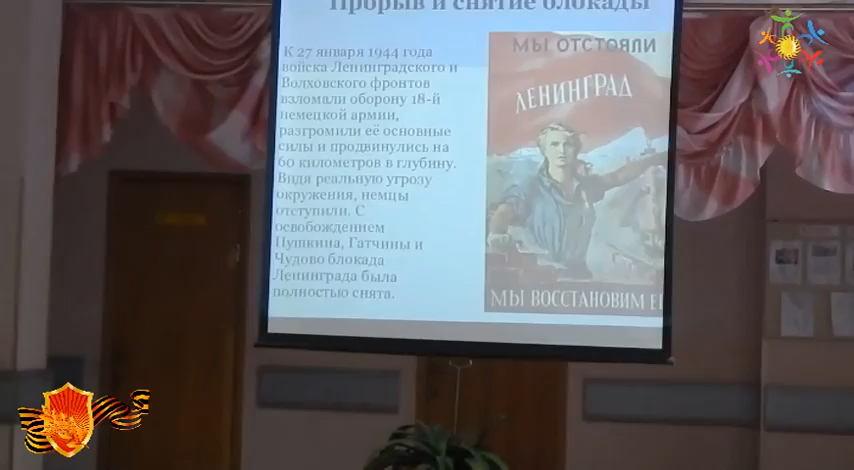 Прорыв и снятие блокады
К 27 января 1944 года
войска Ленинградского и
Волховского фронтов
взломали оборону 18-й
немецкой армии,
разгромили её основные
силы и продвинулись на
60 километров в глубину.
Видя реальную угрозу
окружения, немцы
отступили. С
освобождением
Пушкина, Гатчины и
Чудово блокада
Ленинграда была
полностью снята.
МЫ ОТСТОЯЛИ
ЛЕНИНГРАД
МЫ ВОССТАНОВИМ ЕГ